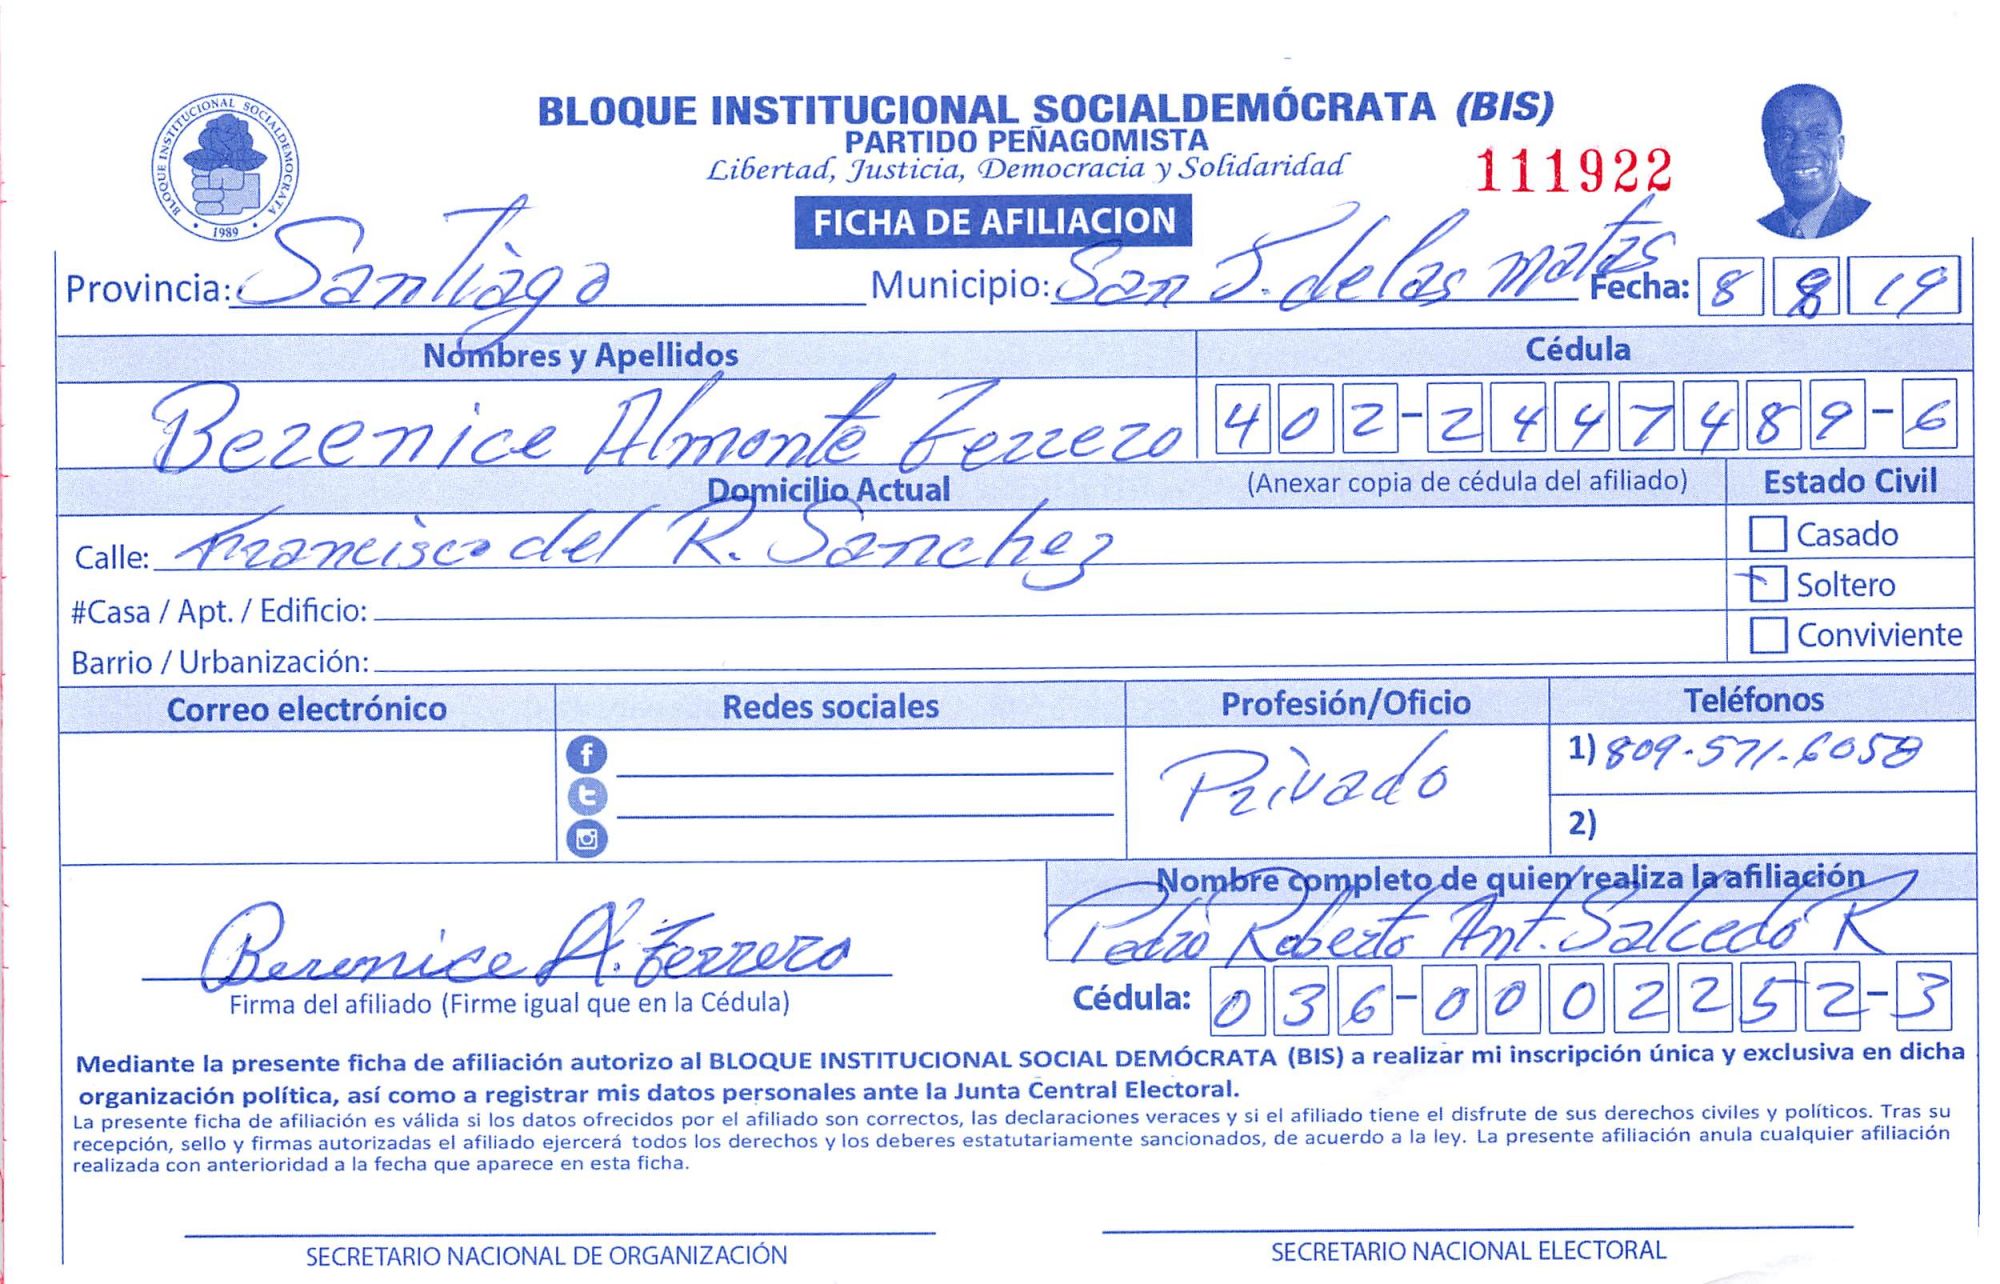 BLOQUE INSTITUCIONAL SOCIALDEMÓCRATA
1989
BLOQUE INSTITUCIONAL SOCIALDEMÓCRATA (BIS)
PARTIDO PEÑAGOMISTA
Libertad, Justicia, Democracia y Solidaridad
111922
FICHA DE AFILIACION
Provincia: Santiago Municipio: San J. de las matas Fecha: 8 8 19
Nombres y Apellidos Cédula
Berenice Almonte Ferrero 402-2447489-6
Domicilio Actual (Anexar copia de cédula del afiliado) Estado Civil
Calle: Francisco del R. Sanchez Casado
#Casa / Apt. / Edificio: Soltero
Barrio / Urbanización: Conviviente
Correo electrónico Redes sociales Profesión/Oficio Teléfonos
Privado 1) 809-571-6058
2)
Nombre completo de quien realiza la afiliación
Pedro Roberto Ant. Salcedo R
Berenice A. Ferrero
Firma del afiliado (Firme igual que en la Cédula) Cédula: 036-0002252-3
Mediante la presente ficha de afiliación autorizo al BLOQUE INSTITUCIONAL SOCIAL DEMÓCRATA (BIS) a realizar mi inscripción única y exclusiva en dicha
organización política, así como a registrar mis datos personales ante la Junta Central Electoral.
La presente ficha de afiliación es válida si los datos ofrecidos por el afiliado son correctos, las declaraciones veraces y si el afiliado tiene el disfrute de sus derechos civiles y políticos. Tras su
recepción, sello y firmas autorizadas el afiliado ejercerá todos los derechos y los deberes estatutariamente sancionados, de acuerdo a la ley. La presente afiliación anula cualquier afiliación
realizada con anterioridad a la fecha que aparece en esta ficha.
SECRETARIO NACIONAL DE ORGANIZACIÓN SECRETARIO NACIONAL ELECTORAL